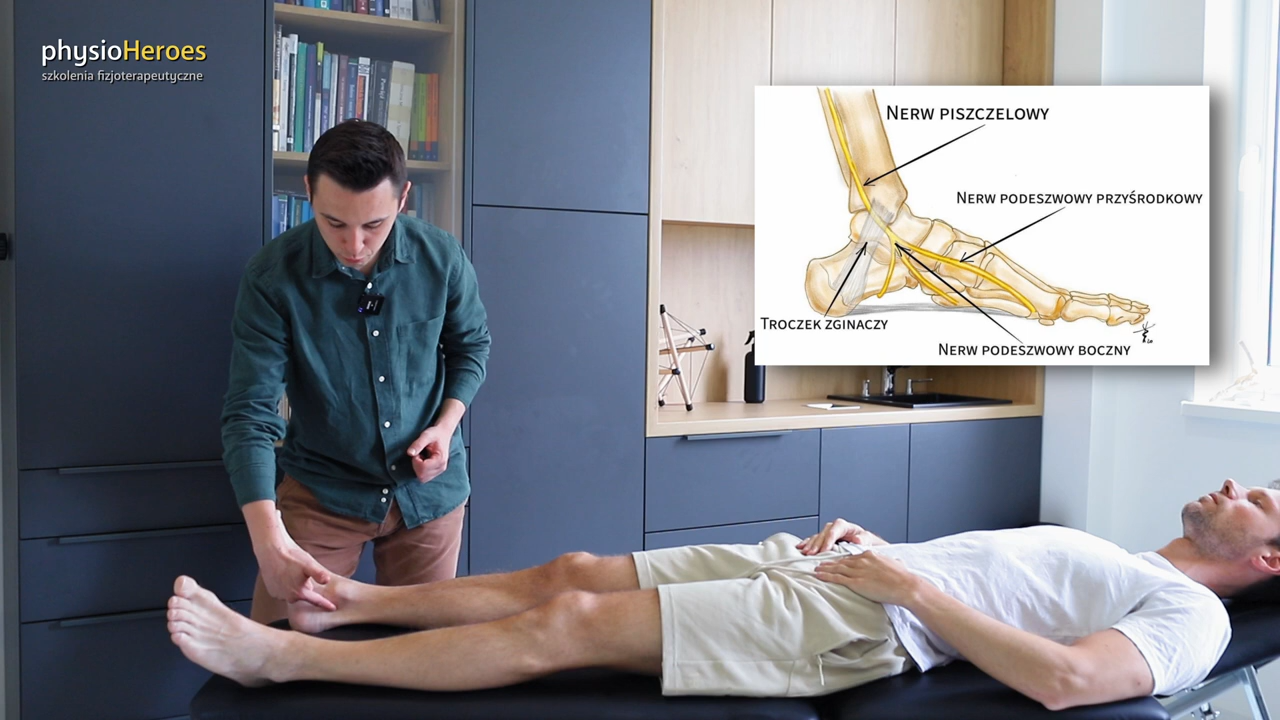 physioHeroes
szkolenia fizjoterapeutyczne
Nerw piszczelowy
Nerw podeszwowy przyśrodkowy
Troczek zginaczy
Nerw podeszwowy boczny